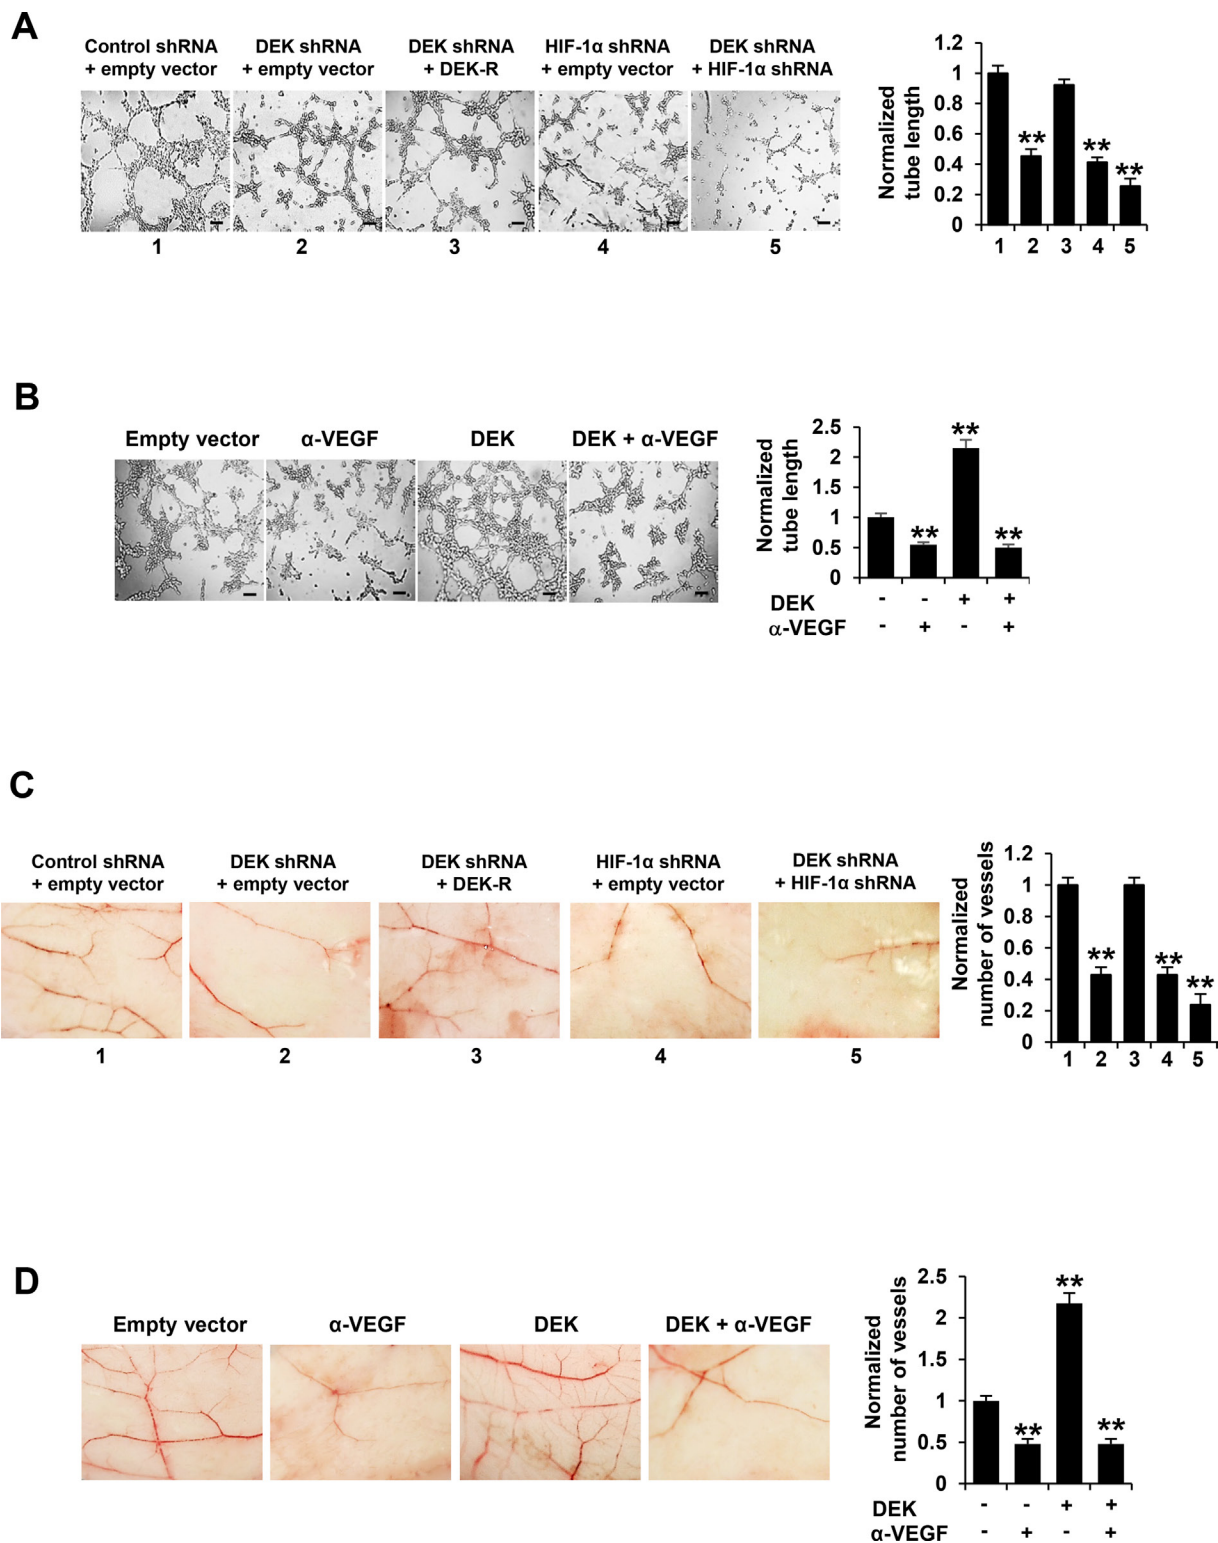 A
Control shRNA
+ empty vector
DEK shRNA
+ empty vector
DEK shRNA
+ DEK-R
HIF-1α shRNA
+ empty vector
DEK shRNA
+ HIF-1α shRNA
1
2
3
4
5
Normalized
tube length
1.2
1
0.8
0.6
0.4
0.2
0
**
**
**
1 2 3 4 5
B
Empty vector
α-VEGF
DEK
DEK + α-VEGF
Normalized
tube length
2.5
2
1.5
1
0.5
0
**
**
**
DEK - - + +
α-VEGF - + - +
C
Control shRNA
+ empty vector
DEK shRNA
+ empty vector
DEK shRNA
+ DEK-R
HIF-1α shRNA
+ empty vector
DEK shRNA
+ HIF-1α shRNA
1
2
3
4
5
Normalized
number of vessels
1.2
1
0.8
0.6
0.4
0.2
0
**
**
**
1 2 3 4 5
D
Empty vector
α-VEGF
DEK
DEK + α-VEGF
Normalized
number of vessels
2.5
2
1.5
1
0.5
0
**
**
**
DEK - - + +
α-VEGF - + - +